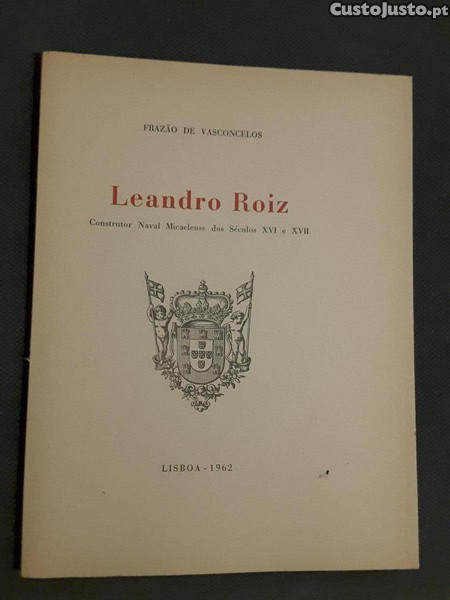 CustoJusto.pt
FRAZÃO DE VASCONCELOS
Leandro Roiz
Construtor Naval Micaelense dos Séculos XVI e XVII
LISBOA - 1962